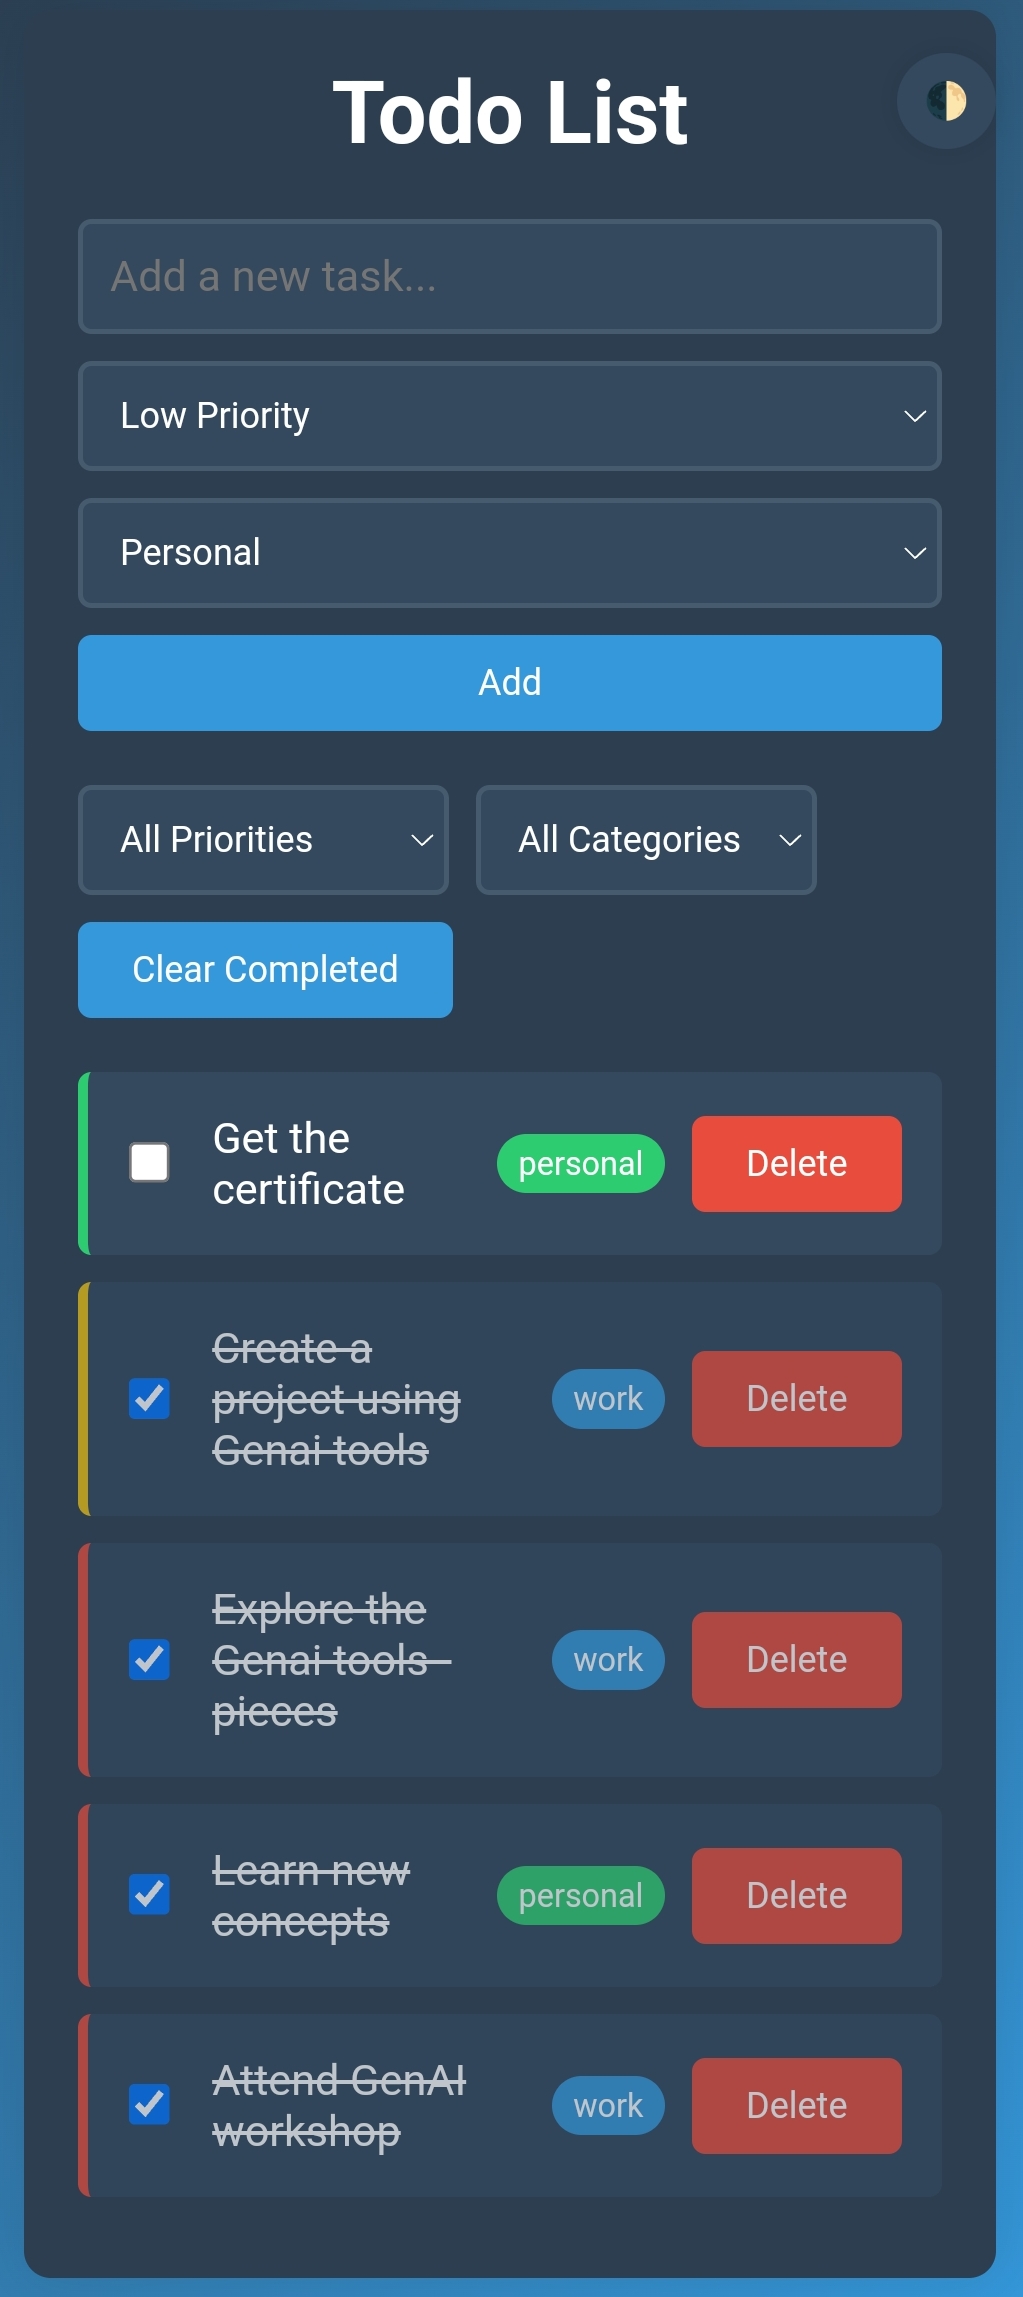 Todo List
Add a new task...
Low Priority
Personal
Add
All Priorities
All Categories
Clear Completed
Get the
certificate
personal
Delete
Create a
project using
Genai tools
work
Delete
Explore the
Genai tools
pieces
work
Delete
Learn new
concepts
personal
Delete
Attend GenAI
workshop
work
Delete